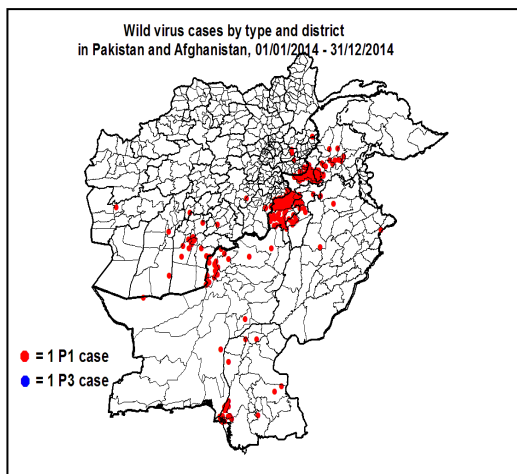 Wild virus cases by type and district
in Pakistan and Afghanistan, 01/01/2014 - 31/12/2014
= 1 P1 case
= 1 P3 case